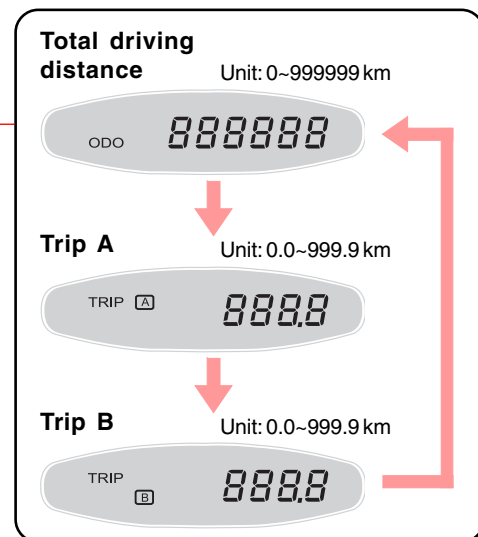 Total driving
distance
Unit: 0~999999 km
ODO 888888
Trip A
Unit: 0.0~999.9 km
TRIP A 888.8
Trip B
Unit: 0.0~999.9 km
TRIP
B 888.8